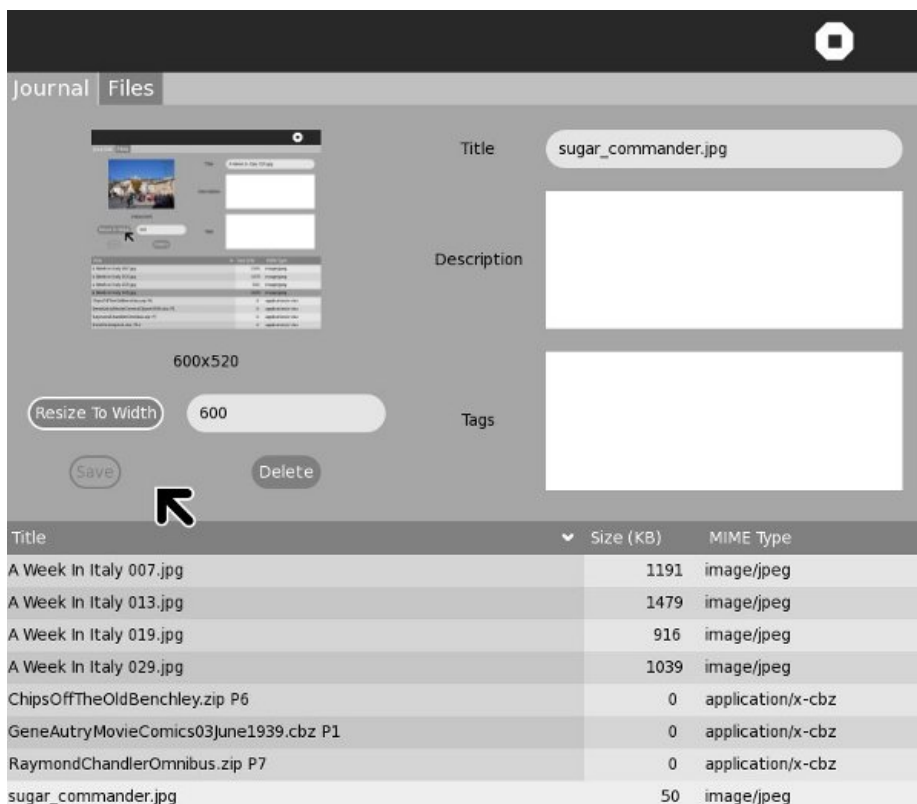 Journal Files
Title sugar_commander.jpg
Description
600x520
Resize To Width 600
Tags
Save Delete
Title Size (KB) MIME Type
A Week In Italy 007.jpg 1191 image/jpeg
A Week In Italy 013.jpg 1479 image/jpeg
A Week In Italy 019.jpg 916 image/jpeg
A Week In Italy 029.jpg 1039 image/jpeg
ChipsOffTheOldBenchley.zip P6 0 application/x-cbz
GeneAutryMovieComics03June1939.cbz P1 0 application/x-cbz
RaymondChandlerOmnibus.zip P7 0 application/x-cbz
sugar_commander.jpg 50 image/jpeg